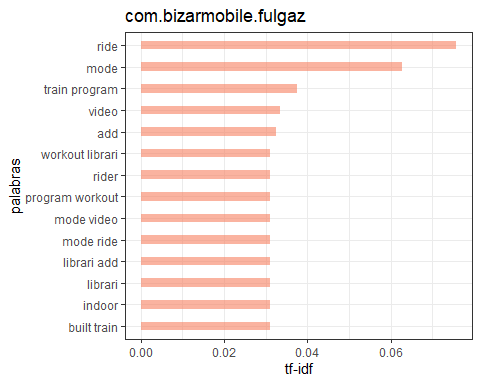 com.bizarmobile.fulgaz
palabras
ride
mode
train program
video
add
workout librari
rider
program workout
mode video
mode ride
librari add
librari
indoor
built train
0.00 0.02 0.04 0.06
tf-idf